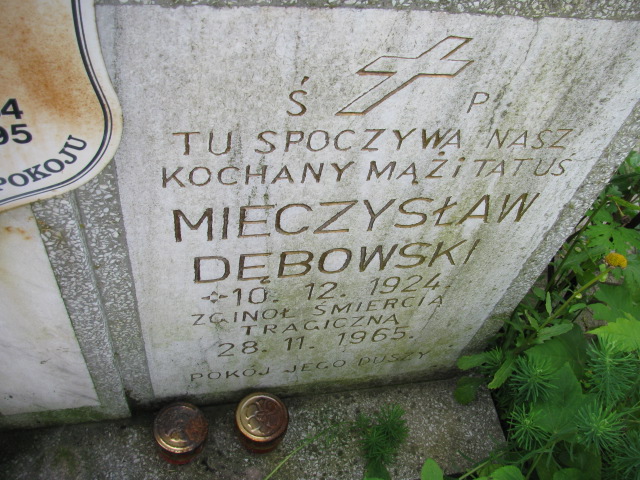 4
95
POKOJU
Ś P
TU SPOCZYWA NASZ
KOCHANY MĄŻ i TATUŚ
MIECZYSŁAW
DĘBOWSKI
10. 12. 1924.
ZGINOŁ ŚMIERCIĄ
TRAGICZNĄ
28. 11. 1965.
POKÓJ JEGO DUSZY